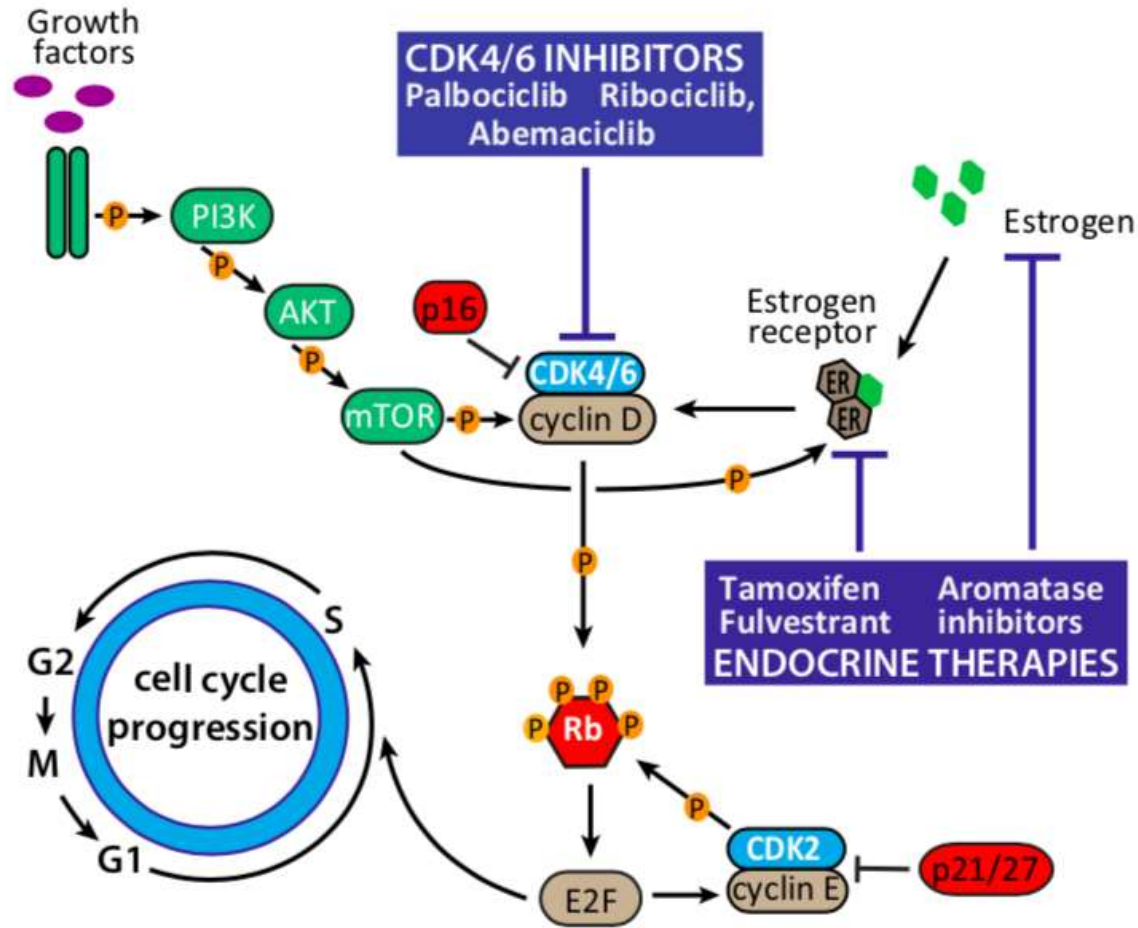 Growth
factors
CDK4/6 INHIBITORS
Palbociclib Ribociclib,
Abemaciclib
P
PI3K
P
AKT
P
mTOR
P
p16
CDK4/6
cyclin D
Estrogen
Estrogen
receptor
ER
ER
P
P
Tamoxifen Aromatase
Fulvestrant inhibitors
ENDOCRINE THERAPIES
S
G2
M
G1
cell cycle
progression
P P
P Rb P
P
CDK2
cyclin E
p21/27
E2F